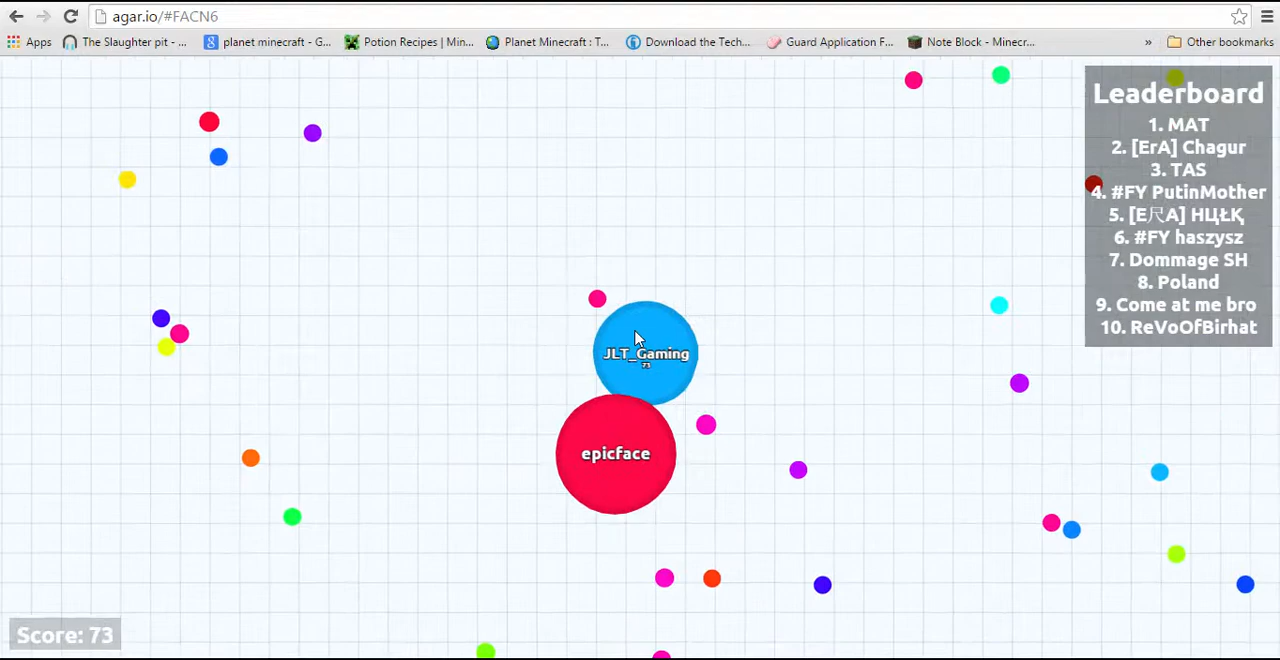 agar.io/#FACN6
Apps The Slaughter pit - ... planet minecraft - G... Potion Recipes | Min... Planet Minecraft : T... Download the Tech... Guard Application F... Note Block - Minecr... » Other bookmarks
Leaderboard
1. MAT
2. [ErA] Chagur
3. TAS
4. #FY PutinMother
5. [E尺A] HЦŁҚ
6. #FY haszysz
7. Dommage SH
8. Poland
9. Come at me bro
10. ReVoOfBirhat
JLT_Gaming
73
epicface
Score: 73